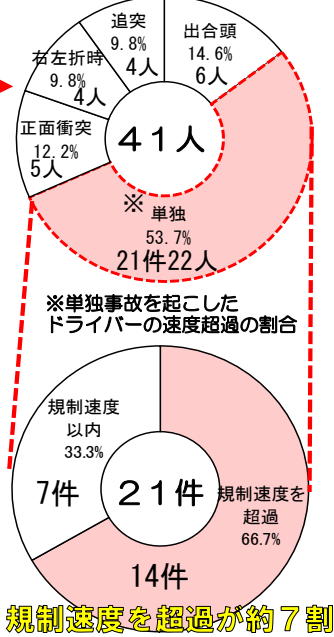 追突
9.8%
4人
出合頭
14.6%
6人
右左折時
9.8%
4人
正面衝突
12.2%
5人
41人
※
単独
53.7%
21件22人
※単独事故を起こした
ドライバーの速度超過の割合
規制速度
以内
33.3%
7件
21件
規制速度を
超過
66.7%
14件
規制速度を超過が約７割